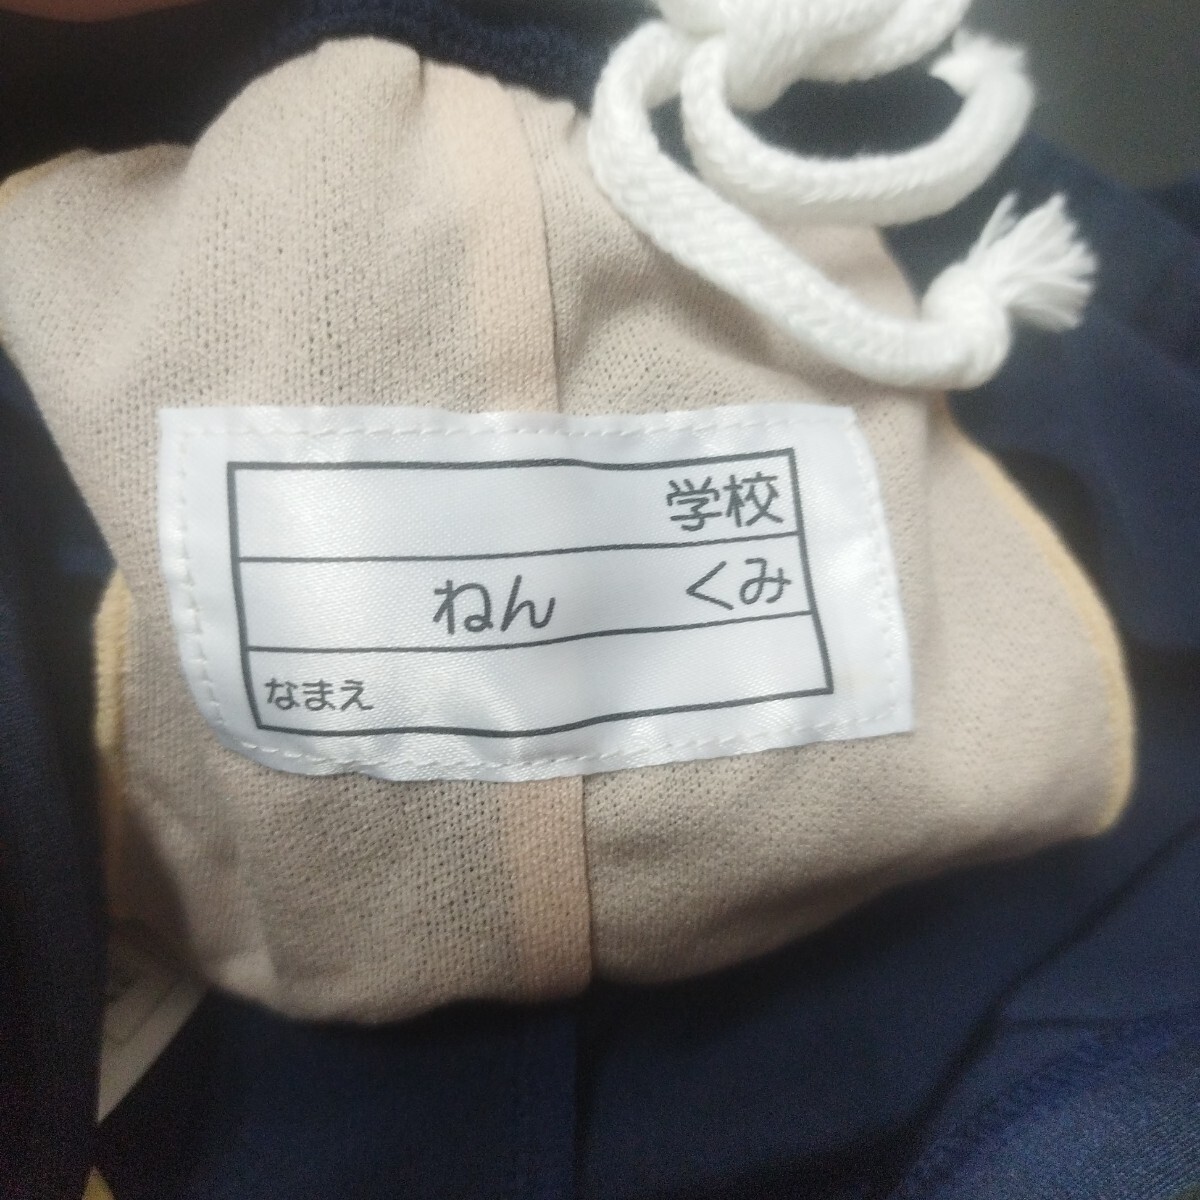 学校
ねん くみ
なまえ